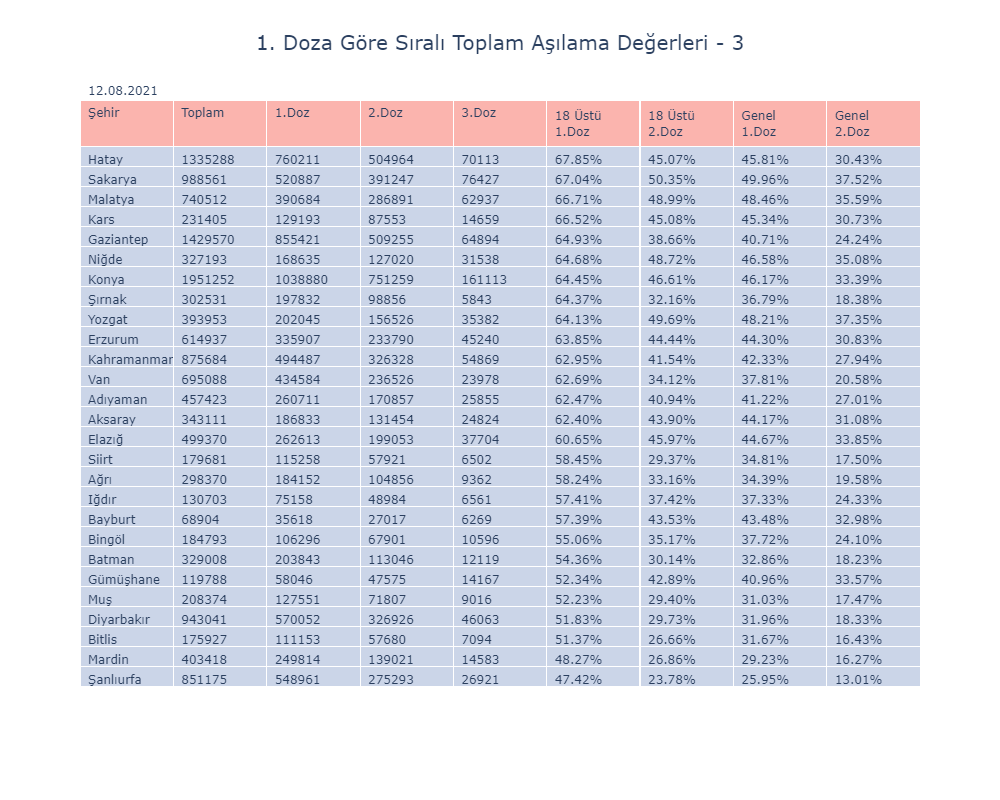 1. Doza Göre Sıralı Toplam Aşılama Değerleri - 3
12.08.2021
Şehir Toplam 1.Doz 2.Doz 3.Doz 18 Üstü 1.Doz 18 Üstü 2.Doz Genel 1.Doz Genel 2.Doz
Hatay 1335288 760211 504964 70113 67.85% 45.07% 45.81% 30.43%
Sakarya 988561 520887 391247 76427 67.04% 50.35% 49.96% 37.52%
Malatya 740512 390684 286891 62937 66.71% 48.99% 48.46% 35.59%
Kars 231405 129193 87553 14659 66.52% 45.08% 45.34% 30.73%
Gaziantep 1429570 855421 509255 64894 64.93% 38.66% 40.71% 24.24%
Niğde 327193 168635 127020 31538 64.68% 48.72% 46.58% 35.08%
Konya 1951252 1038880 751259 161113 64.45% 46.61% 46.17% 33.39%
Şırnak 302531 197832 98856 5843 64.37% 32.16% 36.79% 18.38%
Yozgat 393953 202045 156526 35382 64.13% 49.69% 48.21% 37.35%
Erzurum 614937 335907 233790 45240 63.85% 44.44% 44.30% 30.83%
Kahramanmar 875684 494487 326328 54869 62.95% 41.54% 42.33% 27.94%
Van 695088 434584 236526 23978 62.69% 34.12% 37.81% 20.58%
Adıyaman 457423 260711 170857 25855 62.47% 40.94% 41.22% 27.01%
Aksaray 343111 186833 131454 24824 62.40% 43.90% 44.17% 31.08%
Elazığ 499370 262613 199053 37704 60.65% 45.97% 44.67% 33.85%
Siirt 179681 115258 57921 6502 58.45% 29.37% 34.81% 17.50%
Ağrı 298370 184152 104856 9362 58.24% 33.16% 34.39% 19.58%
Iğdır 130703 75158 48984 6561 57.41% 37.42% 37.33% 24.33%
Bayburt 68904 35618 27017 6269 57.39% 43.53% 43.48% 32.98%
Bingöl 184793 106296 67901 10596 55.06% 35.17% 37.72% 24.10%
Batman 329008 203843 113046 12119 54.36% 30.14% 32.86% 18.23%
Gümüşhane 119788 58046 47575 14167 52.34% 42.89% 40.96% 33.57%
Muş 208374 127551 71807 9016 52.23% 29.40% 31.03% 17.47%
Diyarbakır 943041 570052 326926 46063 51.83% 29.73% 31.96% 18.33%
Bitlis 175927 111153 57680 7094 51.37% 26.66% 31.67% 16.43%
Mardin 403418 249814 139021 14583 48.27% 26.86% 29.23% 16.27%
Şanlıurfa 851175 548961 275293 26921 47.42% 23.78% 25.95% 13.01%